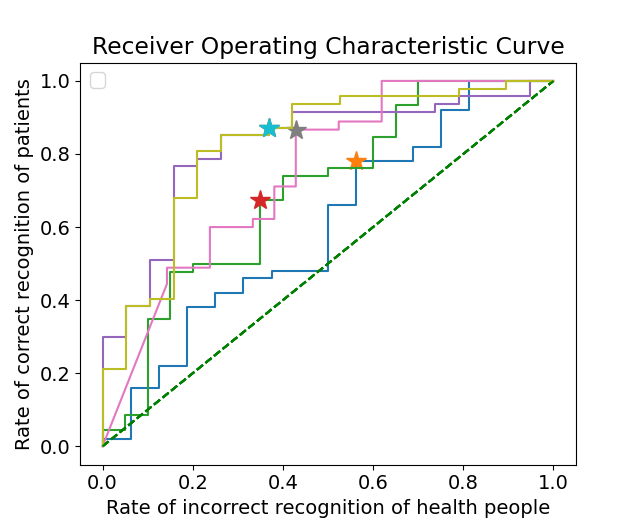 Receiver Operating Characteristic Curve
1.0
0.8
0.6
0.4
0.2
0.0
Rate of correct recognition of patients
0.0 0.2 0.4 0.6 0.8 1.0
Rate of incorrect recognition of health people